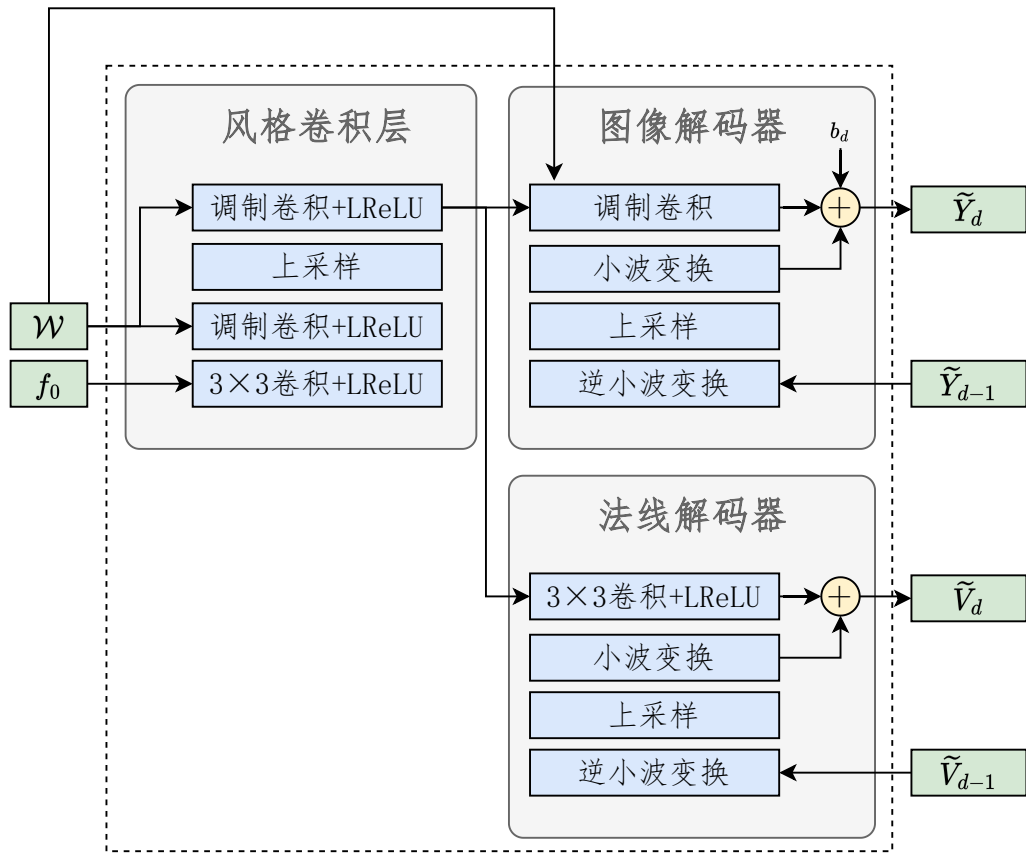 风格卷积层
调制卷积+LReLU
上采样
调制卷积+LReLU
3×3卷积+LReLU
𝒲
f₀
图像解码器
b_d
调制卷积
+
小波变换
上采样
逆小波变换
Ỹ_d
Ỹ_{d−1}
法线解码器
3×3卷积+LReLU
+
小波变换
上采样
逆小波变换
Ṽ_d
Ṽ_{d−1}